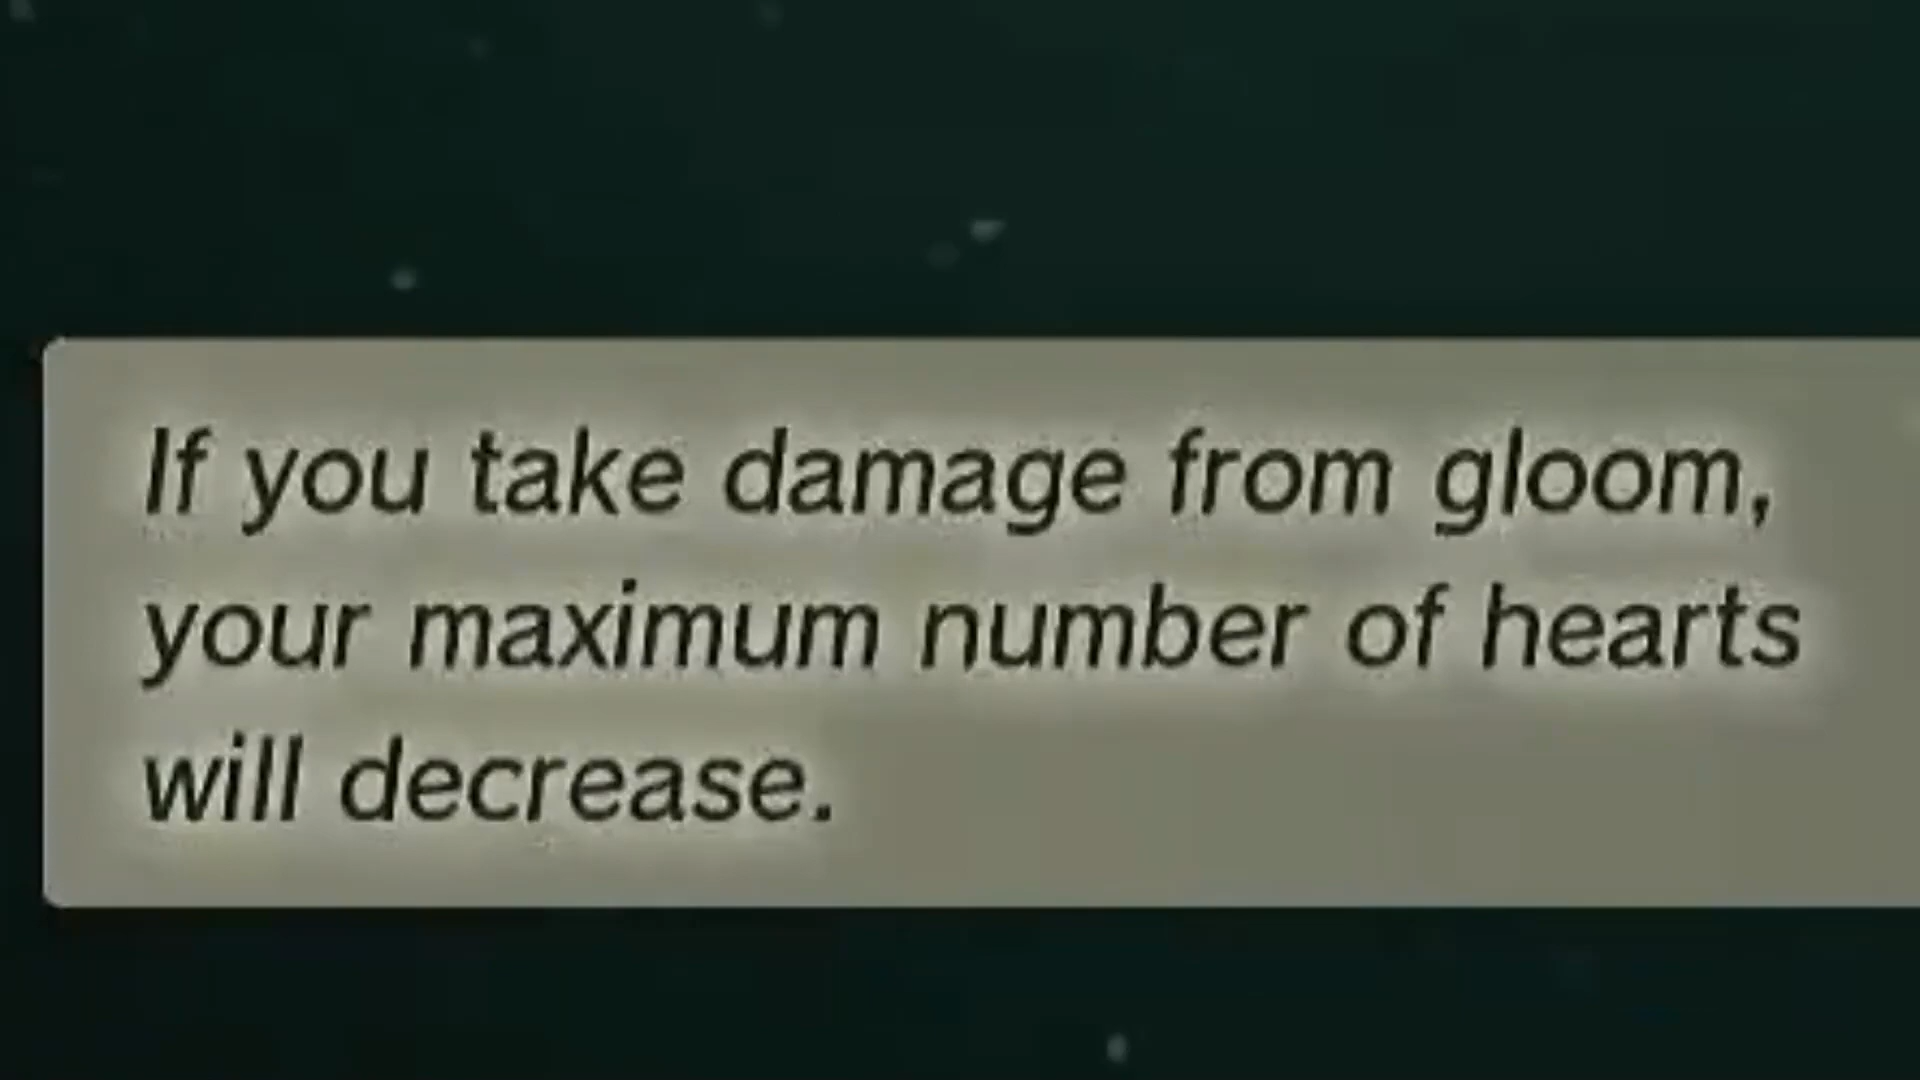 If you take damage from gloom,
your maximum number of hearts
will decrease.